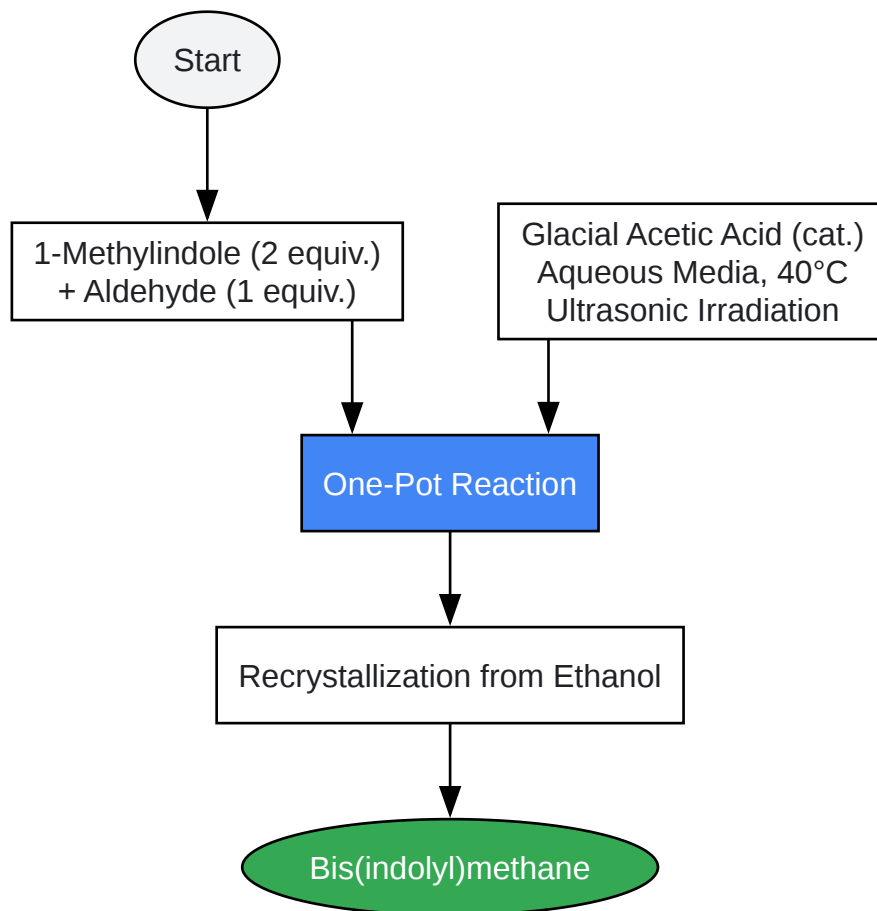 Start
1-Methylindole (2 equiv.)
+ Aldehyde (1 equiv.)
Glacial Acetic Acid (cat.)
Aqueous Media, 40°C
Ultrasonic Irradiation
One-Pot Reaction
Recrystallization from Ethanol
Bis(indolyl)methane